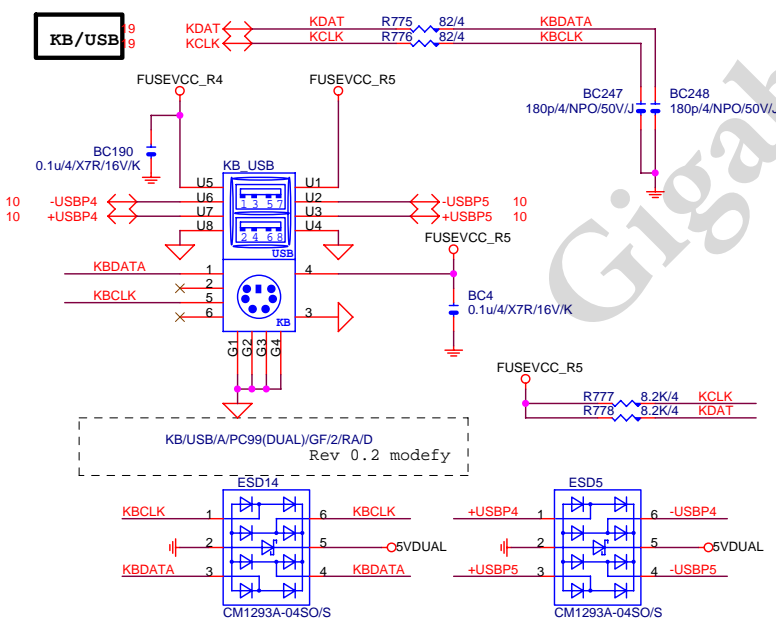 KB/USB
19 KDAT KDAT R775 82/4 KBDATA
19 KCLK KCLK R776 82/4 KBCLK
FUSEVCC_R4 FUSEVCC_R5
BC247 BC248
180p/4/NPO/50V/J 180p/4/NPO/50V/J
BC190
0.1u/4/X7R/16V/K
KB_USB
U5 U1
10 -USBP4 U6 1 3 5 7 U2 -USBP5 10
10 +USBP4 U7 U3 +USBP5 10
U8 2 4 6 8 U4
USB
FUSEVCC_R5
KBDATA 1 4
2
KBCLK 5
6 3
KB
BC4
0.1u/4/X7R/16V/K
G1 G2 G3 G4
FUSEVCC_R5
R777 8.2K/4 KCLK
R778 8.2K/4 KDAT
KB/USB/A/PC99(DUAL)/GF/2/RA/D
Rev 0.2 modefy
ESD14 ESD5
KBCLK 1 6 KBCLK +USBP4 1 6 -USBP4
2 5 5VDUAL 2 5 5VDUAL
KBDATA 3 4 KBDATA +USBP5 3 4 -USBP5
CM1293A-04SO/S CM1293A-04SO/S
Gigab